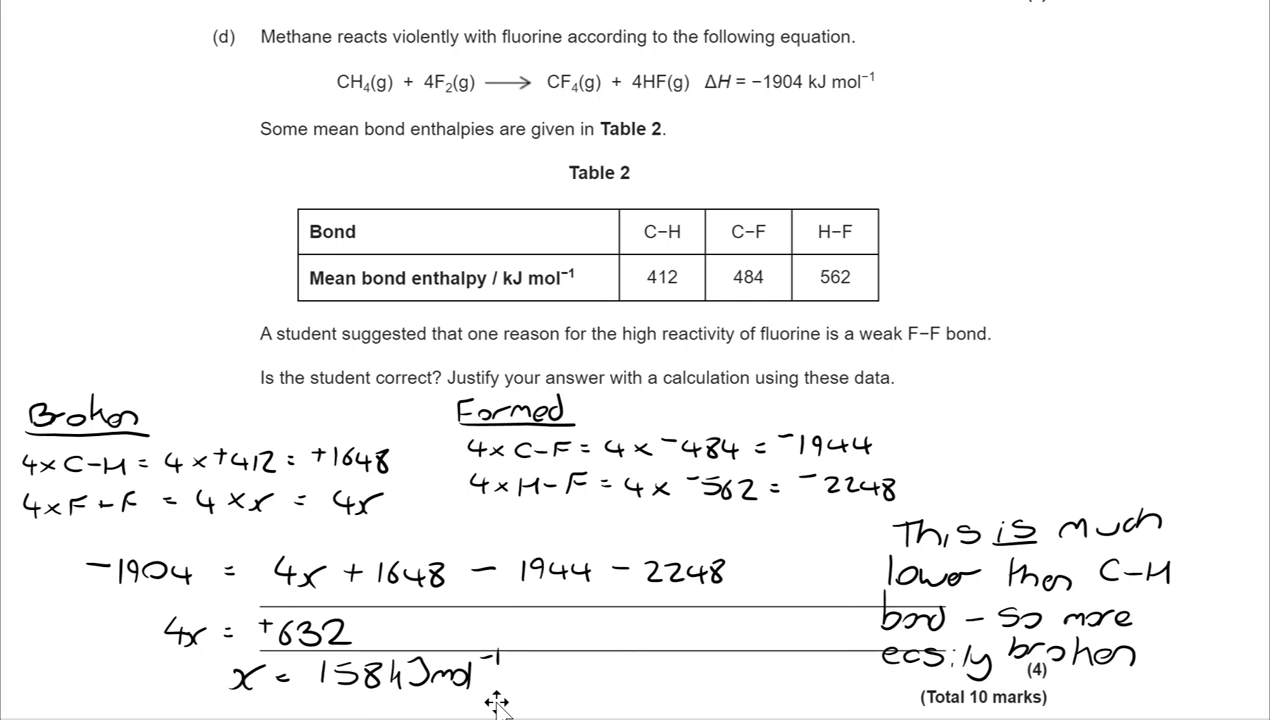 (d) Methane reacts violently with fluorine according to the following equation.
CH₄(g) + 4F₂(g) ⟶ CF₄(g) + 4HF(g) ΔH = −1904 kJ mol⁻¹
Some mean bond enthalpies are given in Table 2.
Table 2
Bond C−H C−F H−F
Mean bond enthalpy / kJ mol⁻¹ 412 484 562
A student suggested that one reason for the high reactivity of fluorine is a weak F−F bond.
Is the student correct? Justify your answer with a calculation using these data.
Broken
4x C-H = 4 x +412 = +1648
4x F-F = 4 x x = 4x
Formed
4x C-F = 4 x -484 = -1944
4x H-F = 4 x -562 = -2248
-1904 = 4x + 1648 - 1944 - 2248
4x = +632
x = 158kJmol⁻¹
This is much
lower then C-H
bond - so more
easily broken
(4)
(Total 10 marks)